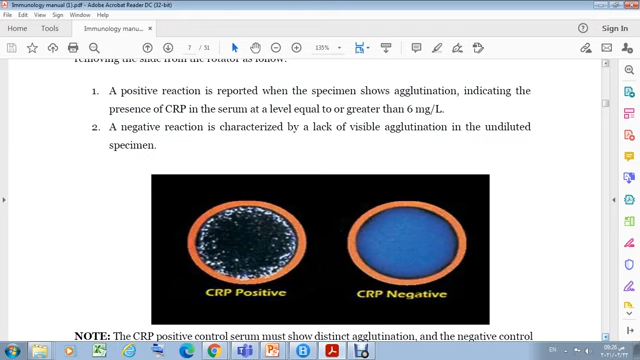 Immunology manual (1).pdf - Adobe Acrobat Reader DC (32-bit)
File Edit View Sign Window Help
Home Tools Immunology manual... ×
7 / 51 135%
removing the slide from the rotator as follow:
1. A positive reaction is reported when the specimen shows agglutination, indicating the
presence of CRP in the serum at a level equal to or greater than 6 mg/L.
2. A negative reaction is characterized by a lack of visible agglutination in the undiluted
specimen.
CRP Positive
CRP Negative
NOTE: The CRP positive control serum must show distinct agglutination, and the negative control
EN
09:26 ص